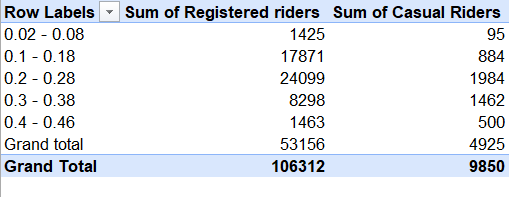 Row Labels Sum of Registered riders Sum of Casual Riders
0.02 - 0.08 1425 95
0.1 - 0.18 17871 884
0.2 - 0.28 24099 1984
0.3 - 0.38 8298 1462
0.4 - 0.46 1463 500
Grand total 53156 4925
Grand Total 106312 9850